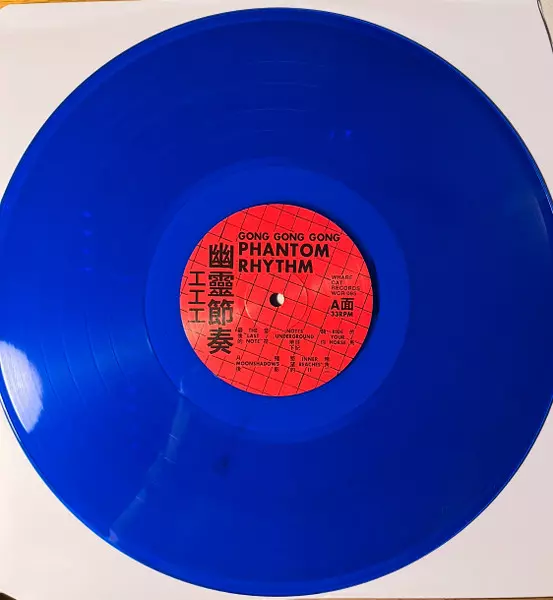 GONG GONG GONG
PHANTOM
RHYTHM
幽靈節奏
工工工
WHARF
CAT
RECORDS
A面
33RPM
THE
LAST
NOTE
NOTES
UNDERGROUND
RIDE
YOUR
HORSE
MOONSHADOWS
INNER
REACHES
II